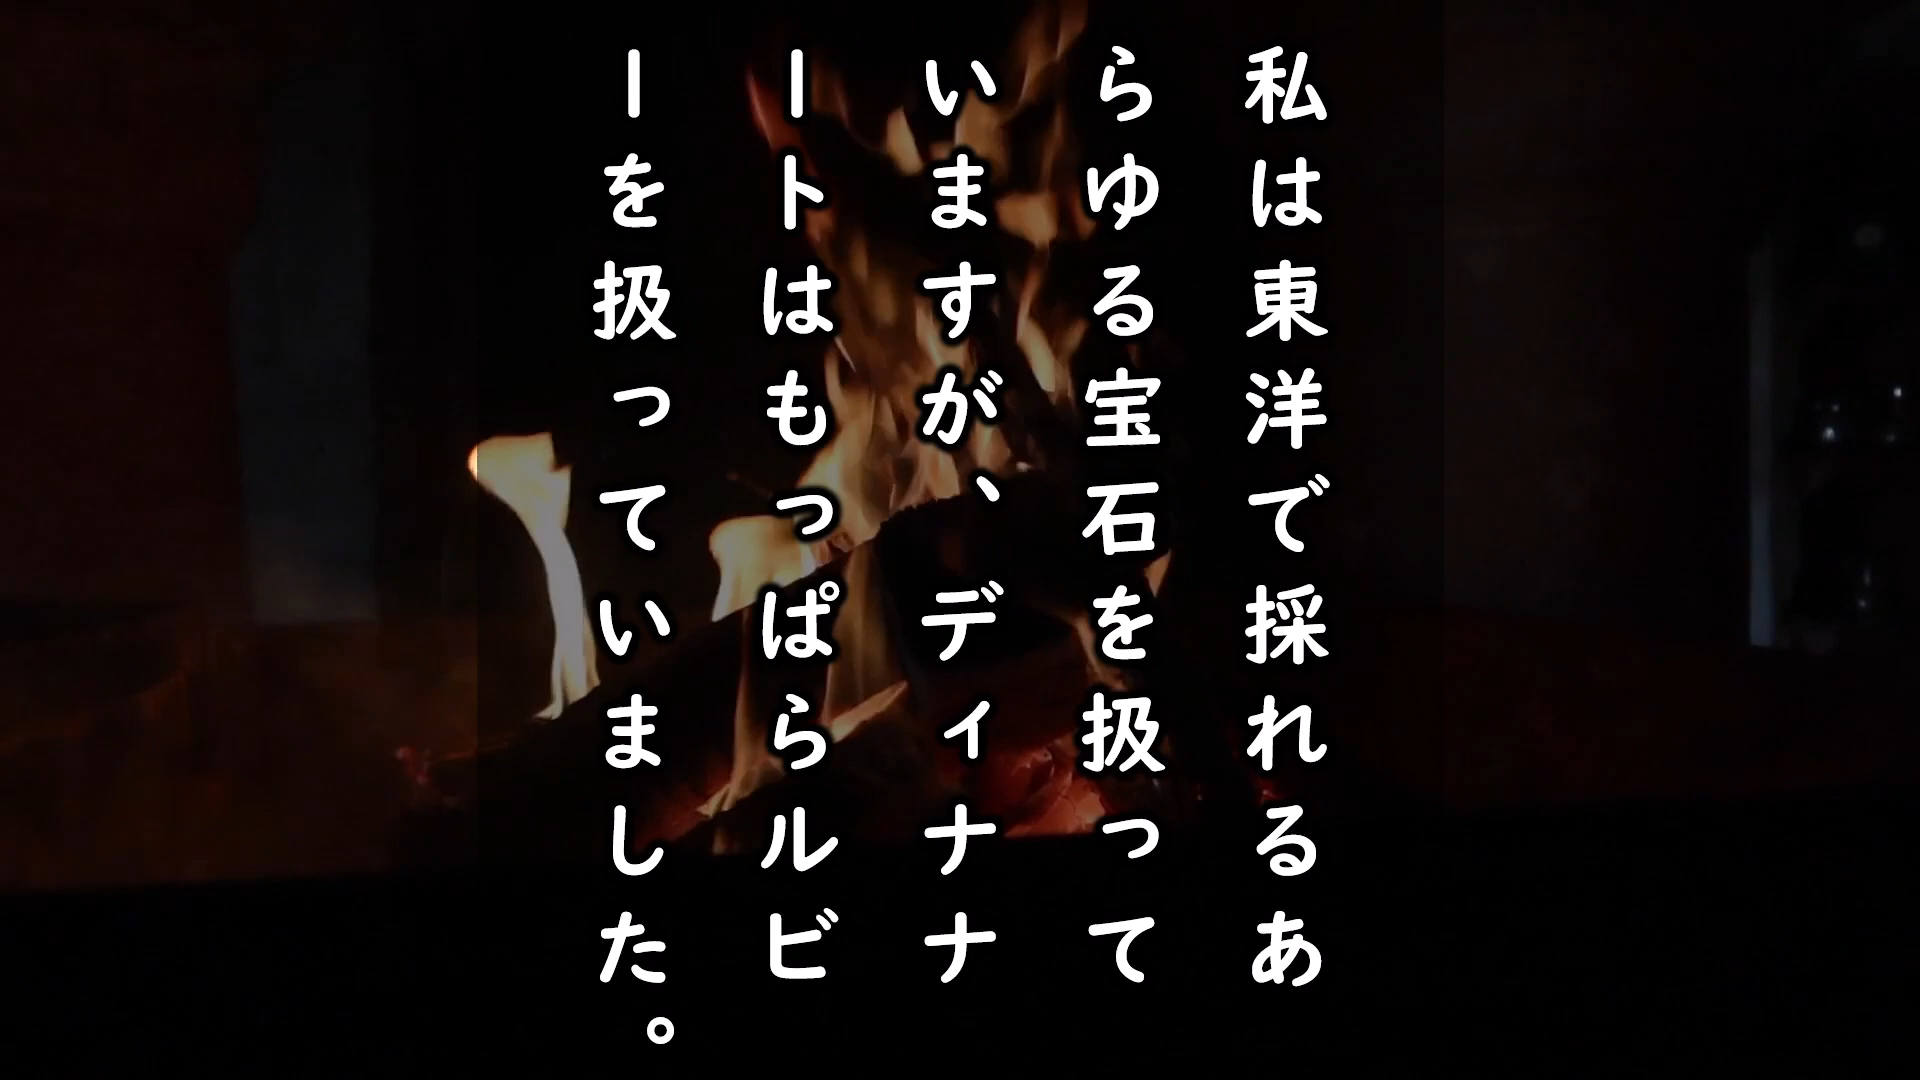 私は東洋で採れるあ
らゆる宝石を扱って
いますが、ディナナ
ートはもっぱらルビ
ーを扱っていました。